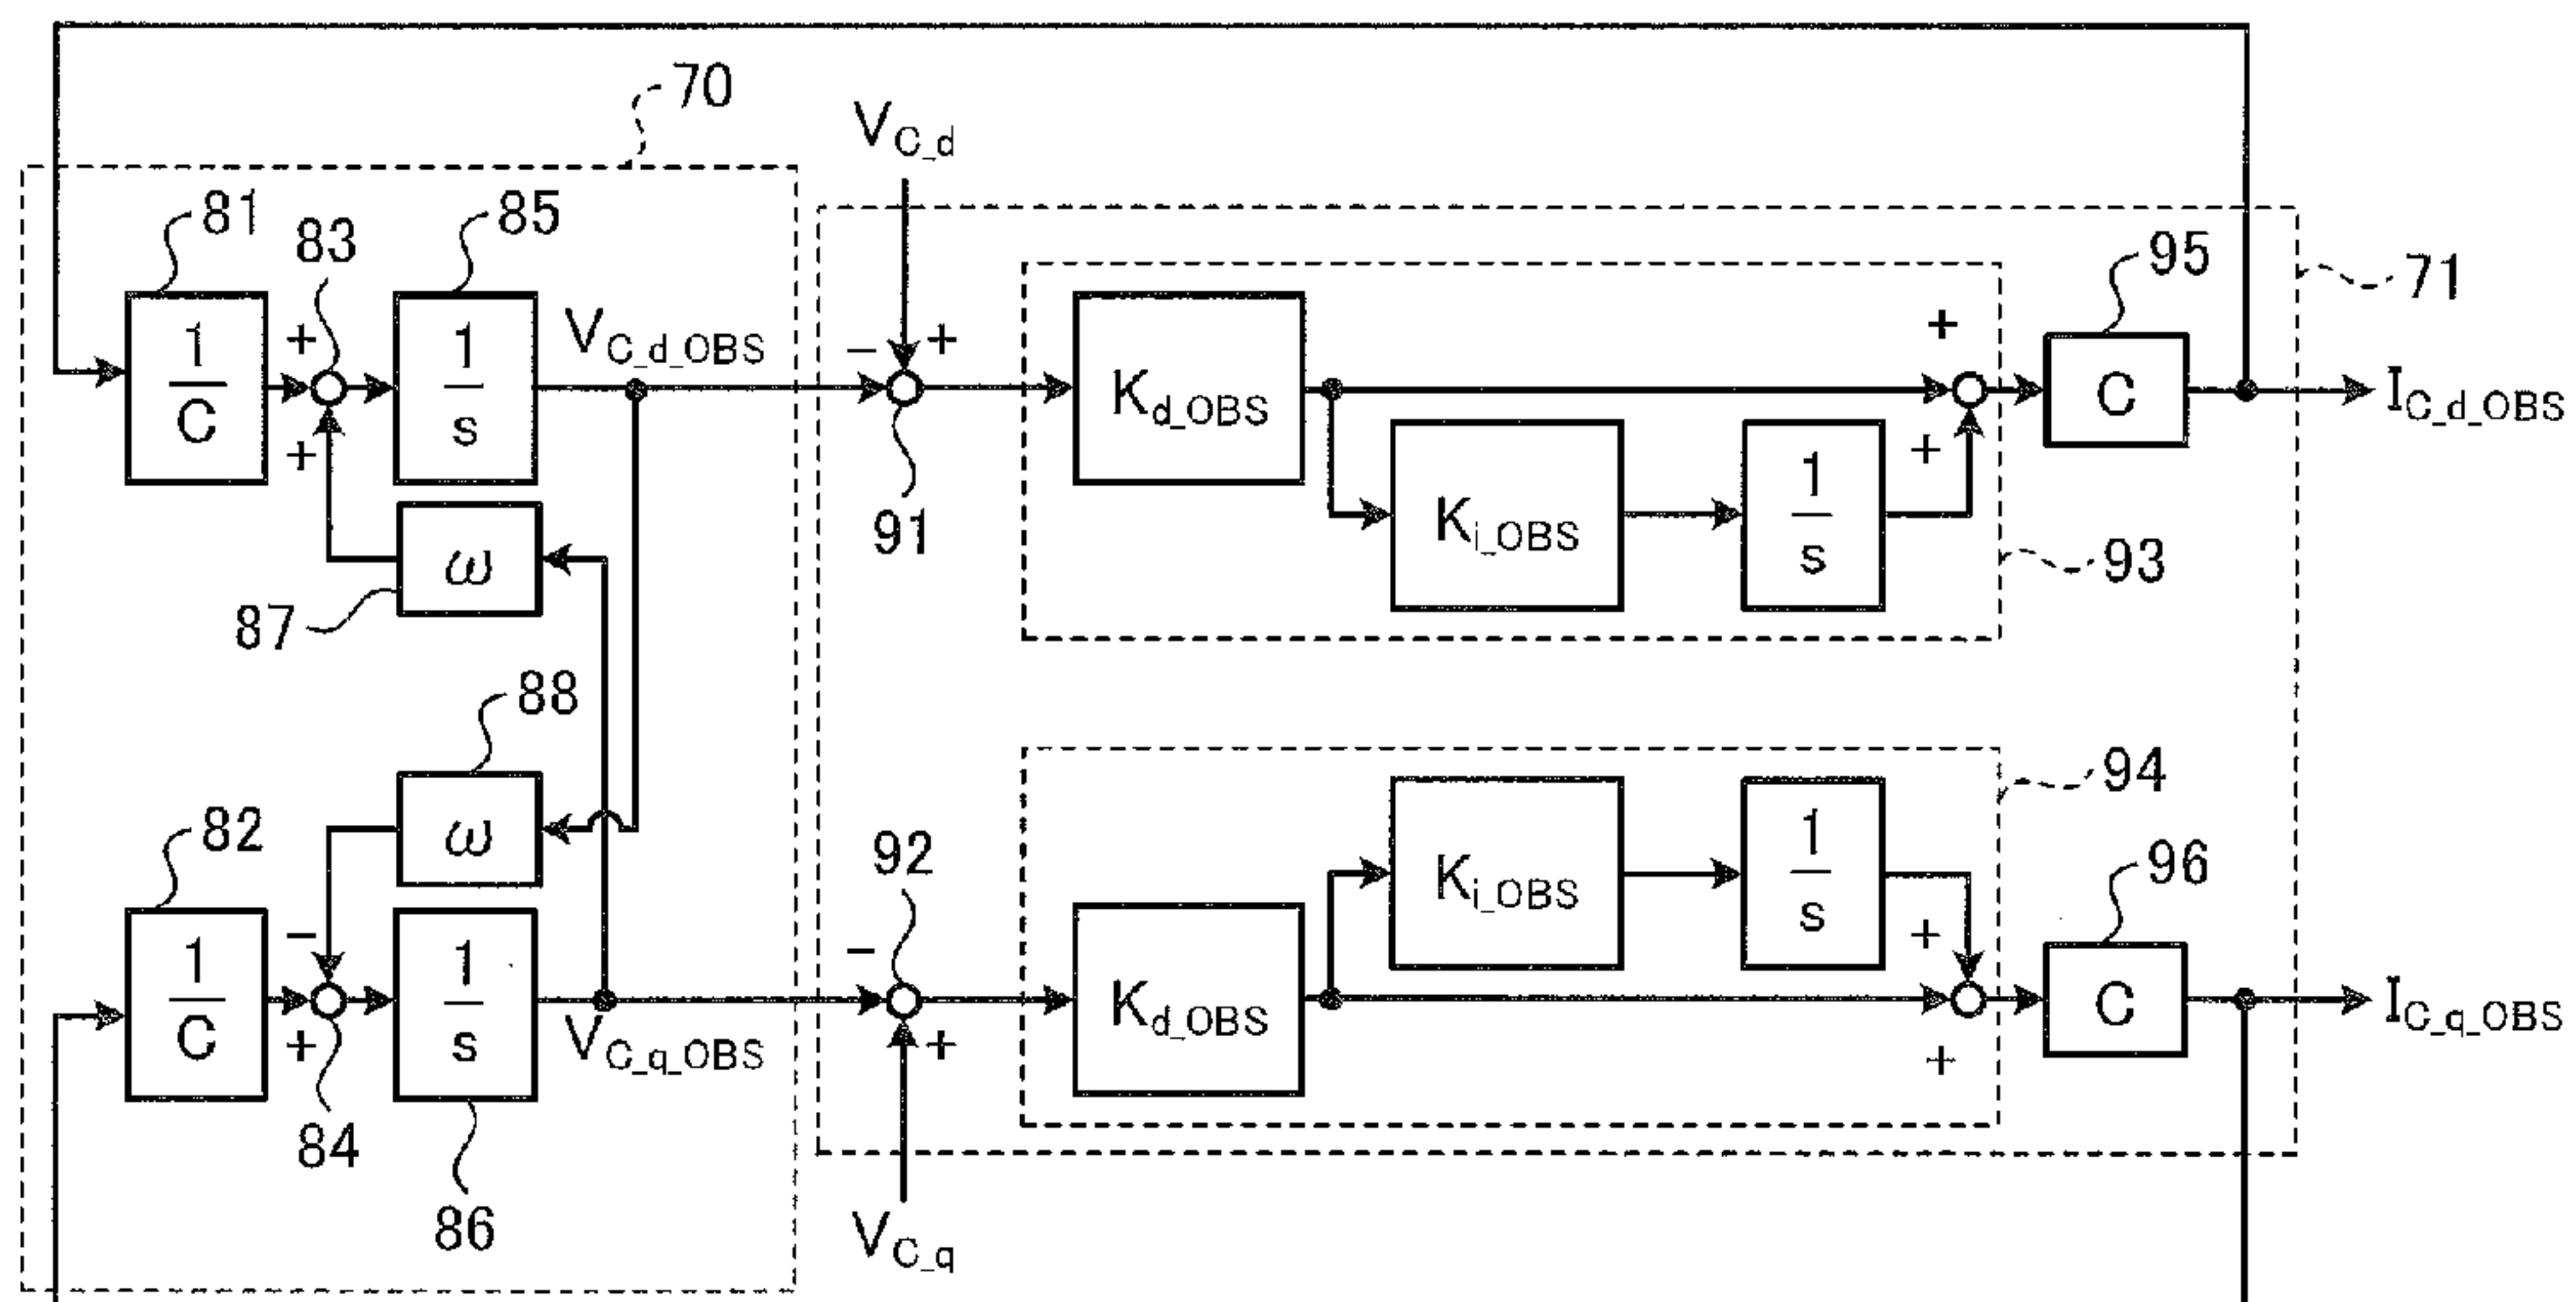 70
V_C_d
81
83
85
95
71
1/C
+
1/s
V_C_d_OBS
−
+
K_d_OBS
+
C
I_C_d_OBS
+
91
K_i_OBS
1/s
+
ω
87
93
88
94
82
ω
92
K_i_OBS
1/s
96
1/C
−
1/s
−
K_d_OBS
+
C
I_C_q_OBS
+
V_C_q_OBS
+
+
84
86
V_C_q